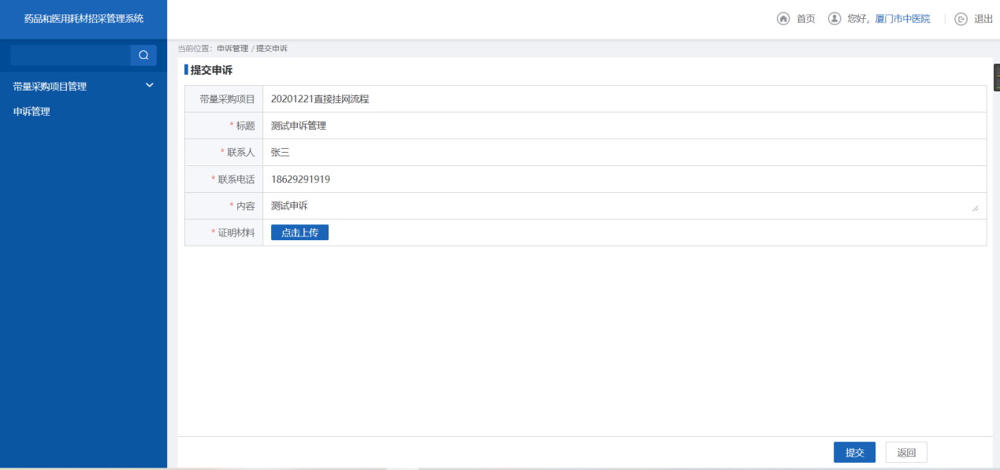 药品和医用耗材招采管理系统
首页 您好，厦门市中医院 退出
当前位置：申诉管理 / 提交申诉
带量采购项目管理
申诉管理
提交申诉
带量采购项目 20201221直接挂网流程
* 标题 测试申诉管理
* 联系人 张三
* 联系电话 18629291919
* 内容 测试申诉
* 证明材料 点击上传
提交 返回